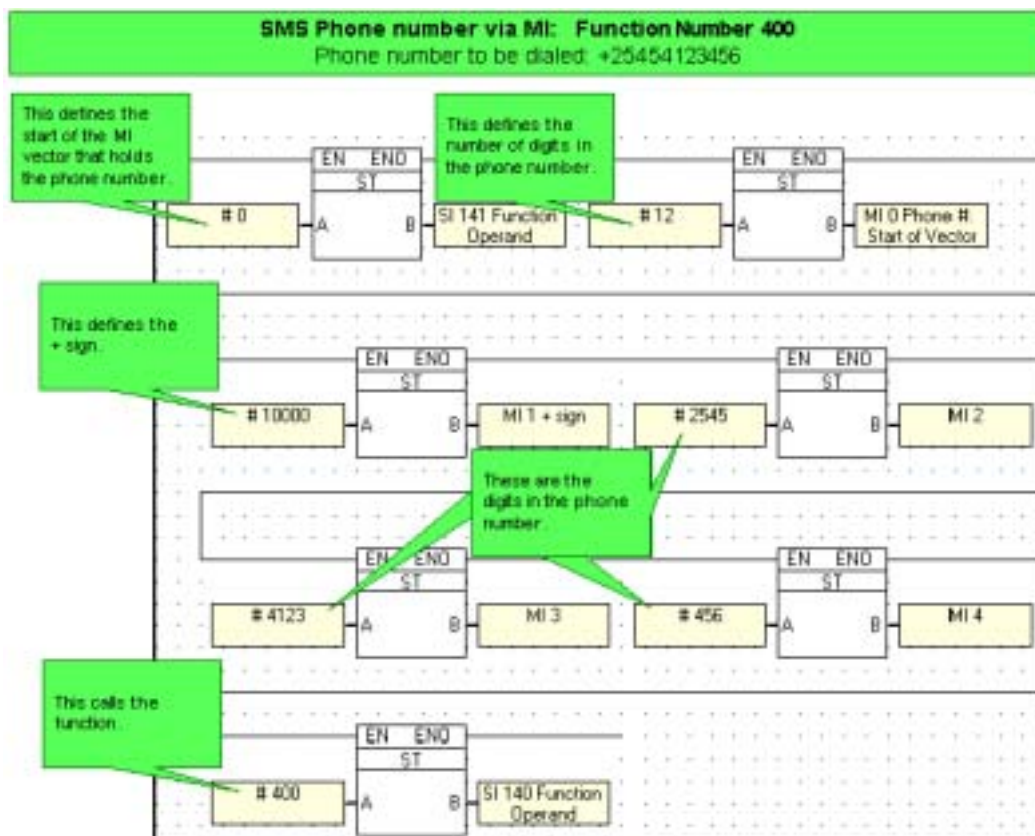 SMS Phone number via MI: Function Number 400
Phone number to be dialed: +25454123456
This defines the
start of the MI
vector that holds
the phone number.
This defines the
number of digits in
the phone number.
EN ENO
ST
# 0
A B
SI 141 Function
Operand
EN ENO
ST
# 12
A B
MI 0 Phone #:
Start of Vector
This defines the
+ sign.
EN ENO
ST
# 10000
A B
MI 1 + sign
EN ENO
ST
# 2545
A B
MI 2
These are the
digits in the phone
number.
EN ENO
ST
# 4123
A B
MI 3
EN ENO
ST
# 456
A B
MI 4
This calls the
function.
EN ENO
ST
# 400
A B
SI 140 Function
Operand